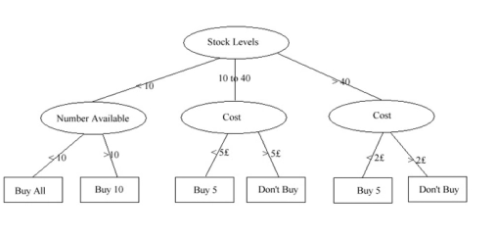 Stock Levels
< 10
10 to 40
> 40
Number Available
Cost
Cost
< 10
>10
< 5£
> 5£
< 2£
> 2£
Buy All
Buy 10
Buy 5
Don't Buy
Buy 5
Don't Buy